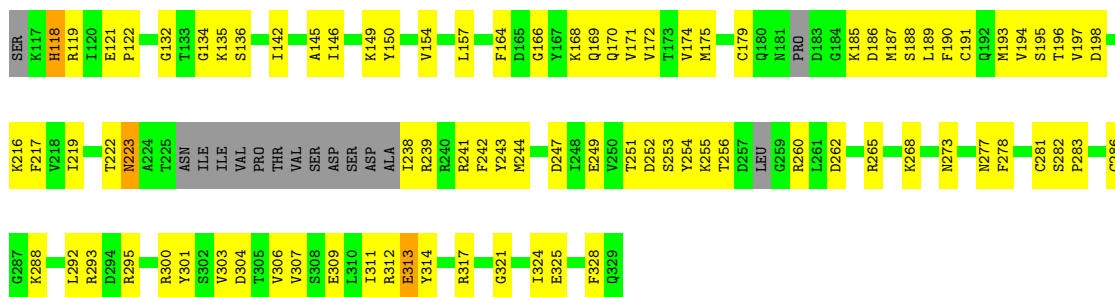 SER K117 H118 R119 I120 E121 P122 G132 T133 G134 K135 S136 I142 A145 I146 K149 Y150 V154 L157 F164 D165 G166 Y167 K168 Q169 Q170 V171 V172 T173 V174 M175 C179 Q180 N181 PRO D183 G184 K185 D186 M187 S188 L189 F190 C191 Q192 M193 V194 S195 T196 V197 D198
K216 F217 V218 I219 T222 N223 A224 T225 ASN ILE ILE VAL PRO THR VAL SER ASP SER ASP ALA I238 R239 R240 R241 F242 Y243 M244 D247 I248 E249 V250 T251 D252 S253 Y254 K255 T256 D257 LEU G259 R260 L261 D262 R265 K268 N273 N277 F278 C281 S282 P283
G287 K288 L292 R293 D294 R295 R300 Y301 S302 V303 D304 T305 V306 V307 S308 E309 L310 I311 R312 E313 Y314 R317 G321 I324 E325 F328 Q329